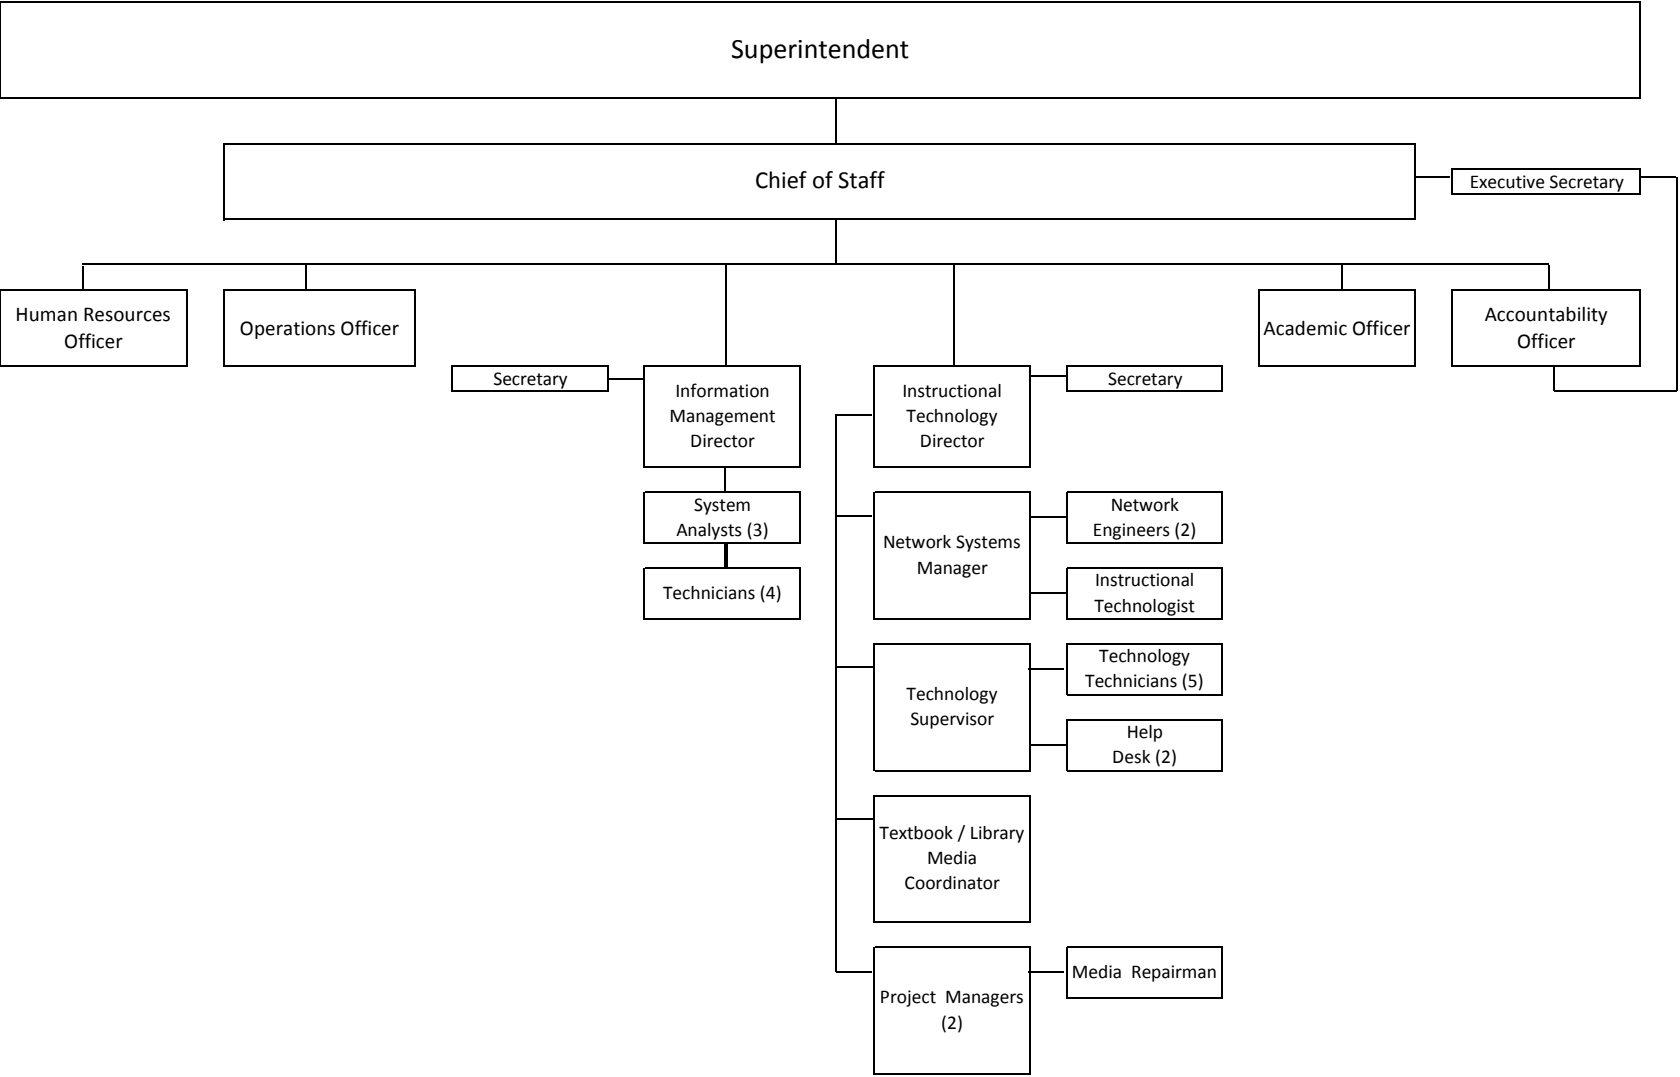 Superintendent
Chief of Staff
Executive Secretary
Human Resources
Officer
Operations Officer
Academic Officer
Accountability
Officer
Secretary
Information
Management
Director
Instructional
Technology
Director
Secretary
System
Analysts (3)
Technicians (4)
Network Systems
Manager
Network
Engineers (2)
Instructional
Technologist
Technology
Supervisor
Technology
Technicians (5)
Help
Desk (2)
Textbook / Library
Media
Coordinator
Project Managers
(2)
Media Repairman